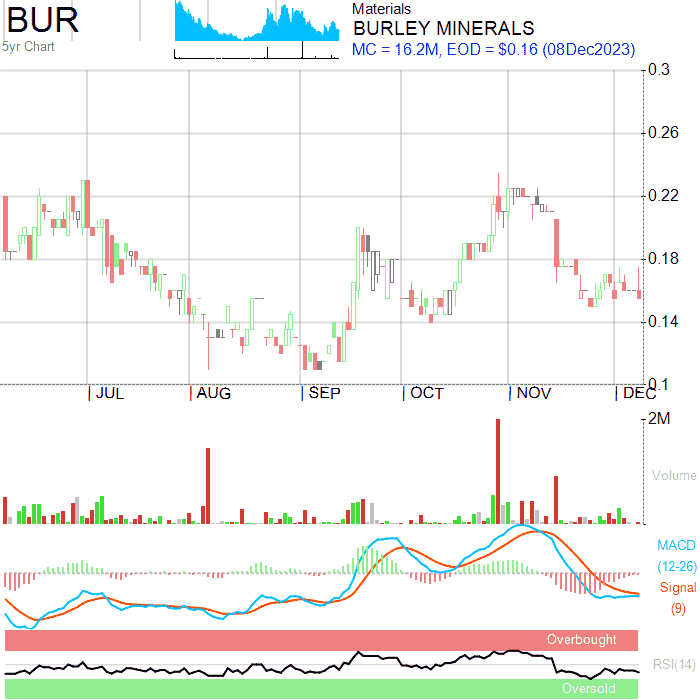 BUR
5yr Chart
Materials
BURLEY MINERALS
MC = 16.2M, EOD = $0.16 (08Dec2023)
0.3
0.26
0.22
0.18
0.14
0.1
JUL AUG SEP OCT NOV DEC
2M
Volume
MACD
(12-26)
Signal
(9)
Overbought
RSI(14)
Oversold